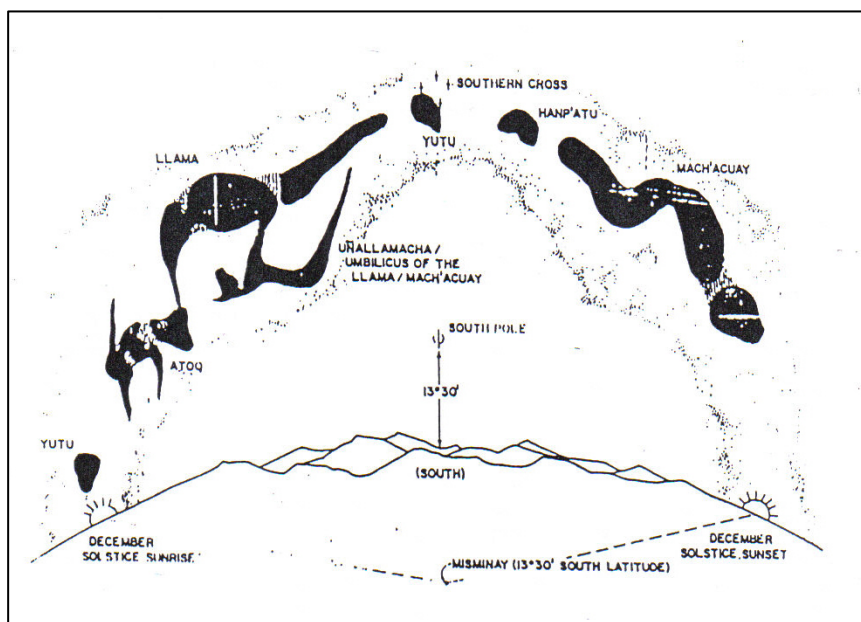 SOUTHERN CROSS
HANP'ATU
YUTU
LLAMA
MACH'ACUAY
UNALLAMACHA/
UMBILICUS OF THE
LLAMA/MACH'ACUAY
SOUTH POLE
ATOQ
13°30'
YUTU
(SOUTH)
DECEMBER
SOLSTICE SUNRISE
DECEMBER
SOLSTICE, SUNSET
MISMINAY (13°30' SOUTH LATITUDE)